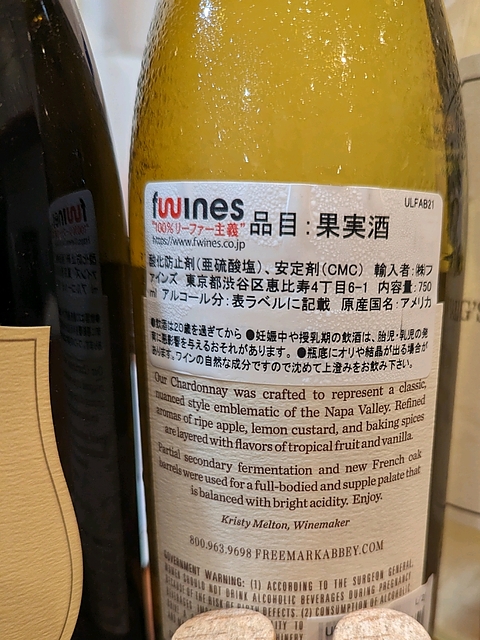 ULFAB21
fwines
"100%リーファー主義"
https://www.fwines.co.jp
品目：果実酒
酸化防止剤(亜硫酸塩)、安定剤(CMC) 輸入者：㈱フ
ァインズ 東京都渋谷区恵比寿4丁目6-1 内容量：750
ml アルコール分：表ラベルに記載 原産国名：アメリカ
●飲酒は20歳を過ぎてから ●妊娠中や授乳期の飲酒は、胎児・乳児の発
育に悪影響を与えるおそれがあります。 ●瓶底にオリや結晶が出る場合が
あります。ワインの自然な成分ですので沈めて上澄みをお飲み下さい。
Our Chardonnay was crafted to represent a classic,
nuanced style emblematic of the Napa Valley. Refined
aromas of ripe apple, lemon custard, and baking spices
are layered with flavors of tropical fruit and vanilla.
Partial secondary fermentation and new French oak
barrels were used for a full-bodied and supple palate that
is balanced with bright acidity. Enjoy.
Kristy Melton, Winemaker
800.963.9698 FREEMARKABBEY.COM
GOVERNMENT WARNING: (1) ACCORDING TO THE SURGEON GENERAL,
WOMEN SHOULD NOT DRINK ALCOHOLIC BEVERAGES DURING PREGNANCY
BECAUSE OF THE RISK OF BIRTH DEFECTS. (2) CONSUMPTION OF ALCOHOLIC